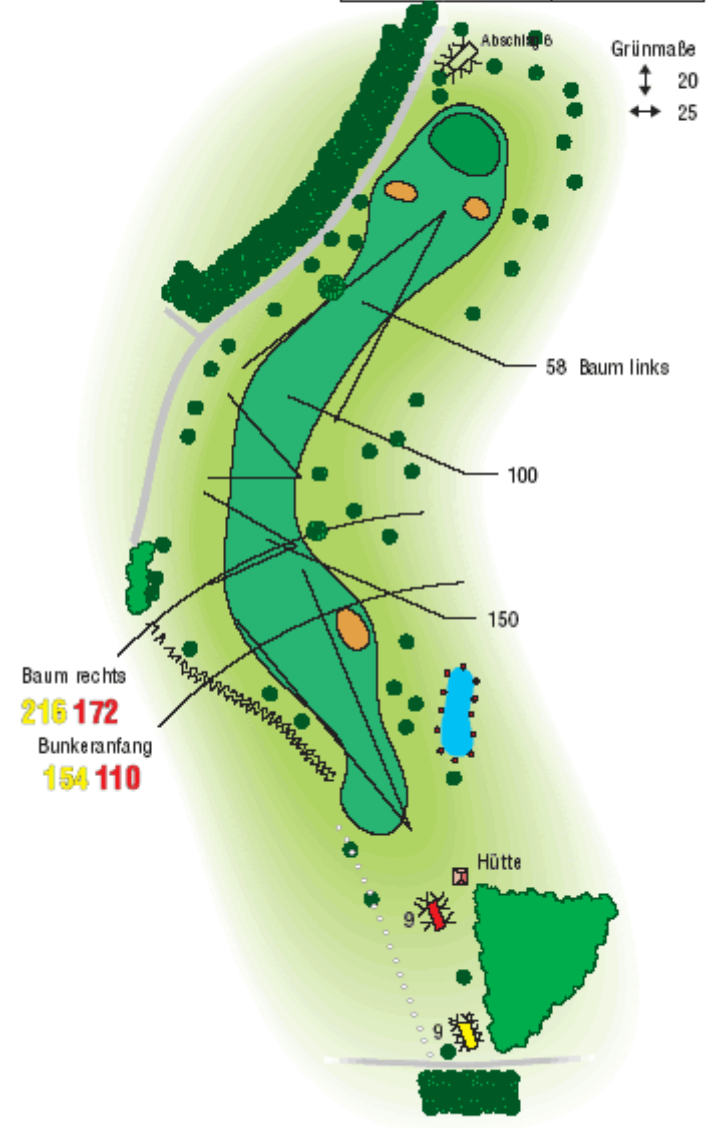 Abschlag 6
Grünmaße
20
25
58 Baum links
100
150
Baum rechts
216 172
Bunkeranfang
154 110
Hütte
9
9